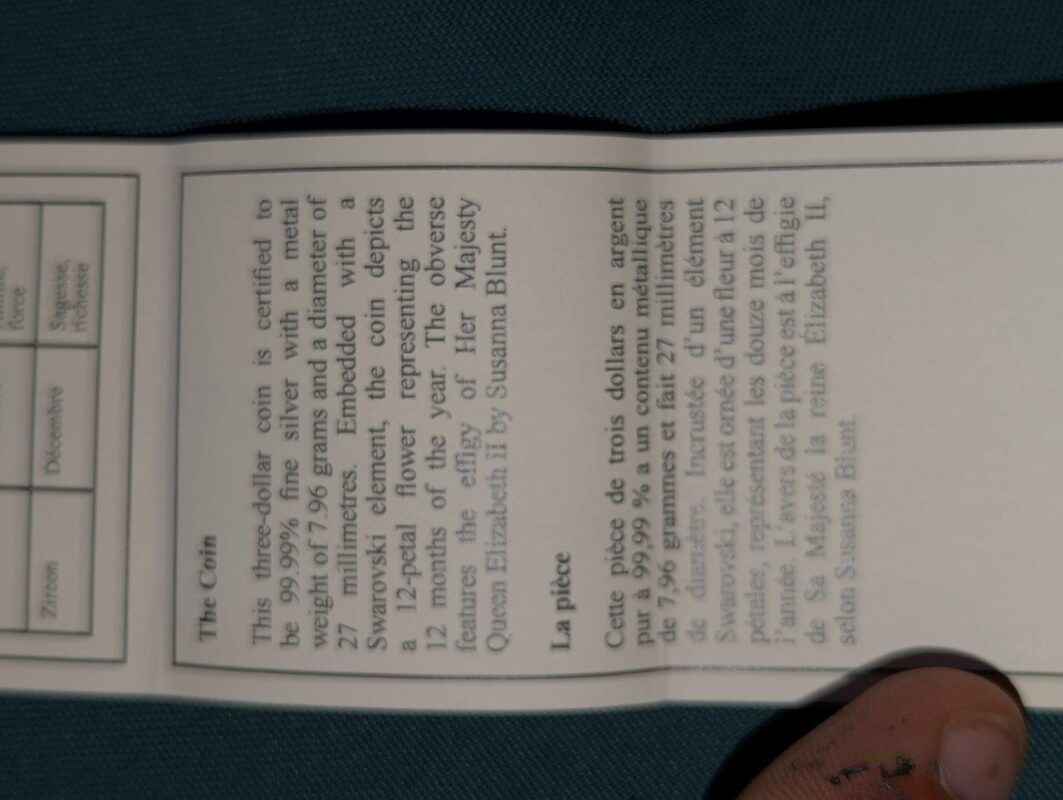 force
Zircon Décembre Sagesse,
richesse
The Coin
This three-dollar coin is certified to
be 99.99% fine silver with a metal
weight of 7.96 grams and a diameter of
27 millimetres. Embedded with a
Swarovski element, the coin depicts
a 12-petal flower representing the
12 months of the year. The obverse
features the effigy of Her Majesty
Queen Elizabeth II by Susanna Blunt.
La pièce
Cette pièce de trois dollars en argent
pur à 99,99 % a un contenu métallique
de 7,96 grammes et fait 27 millimètres
de diamètre. Incrustée d'un élément
Swarovski, elle est ornée d'une fleur à 12
pétales, représentant les douze mois de
l'année. L'avers de la pièce est à l'effigie
de Sa Majesté la reine Elizabeth II,
selon Susanna Blunt.